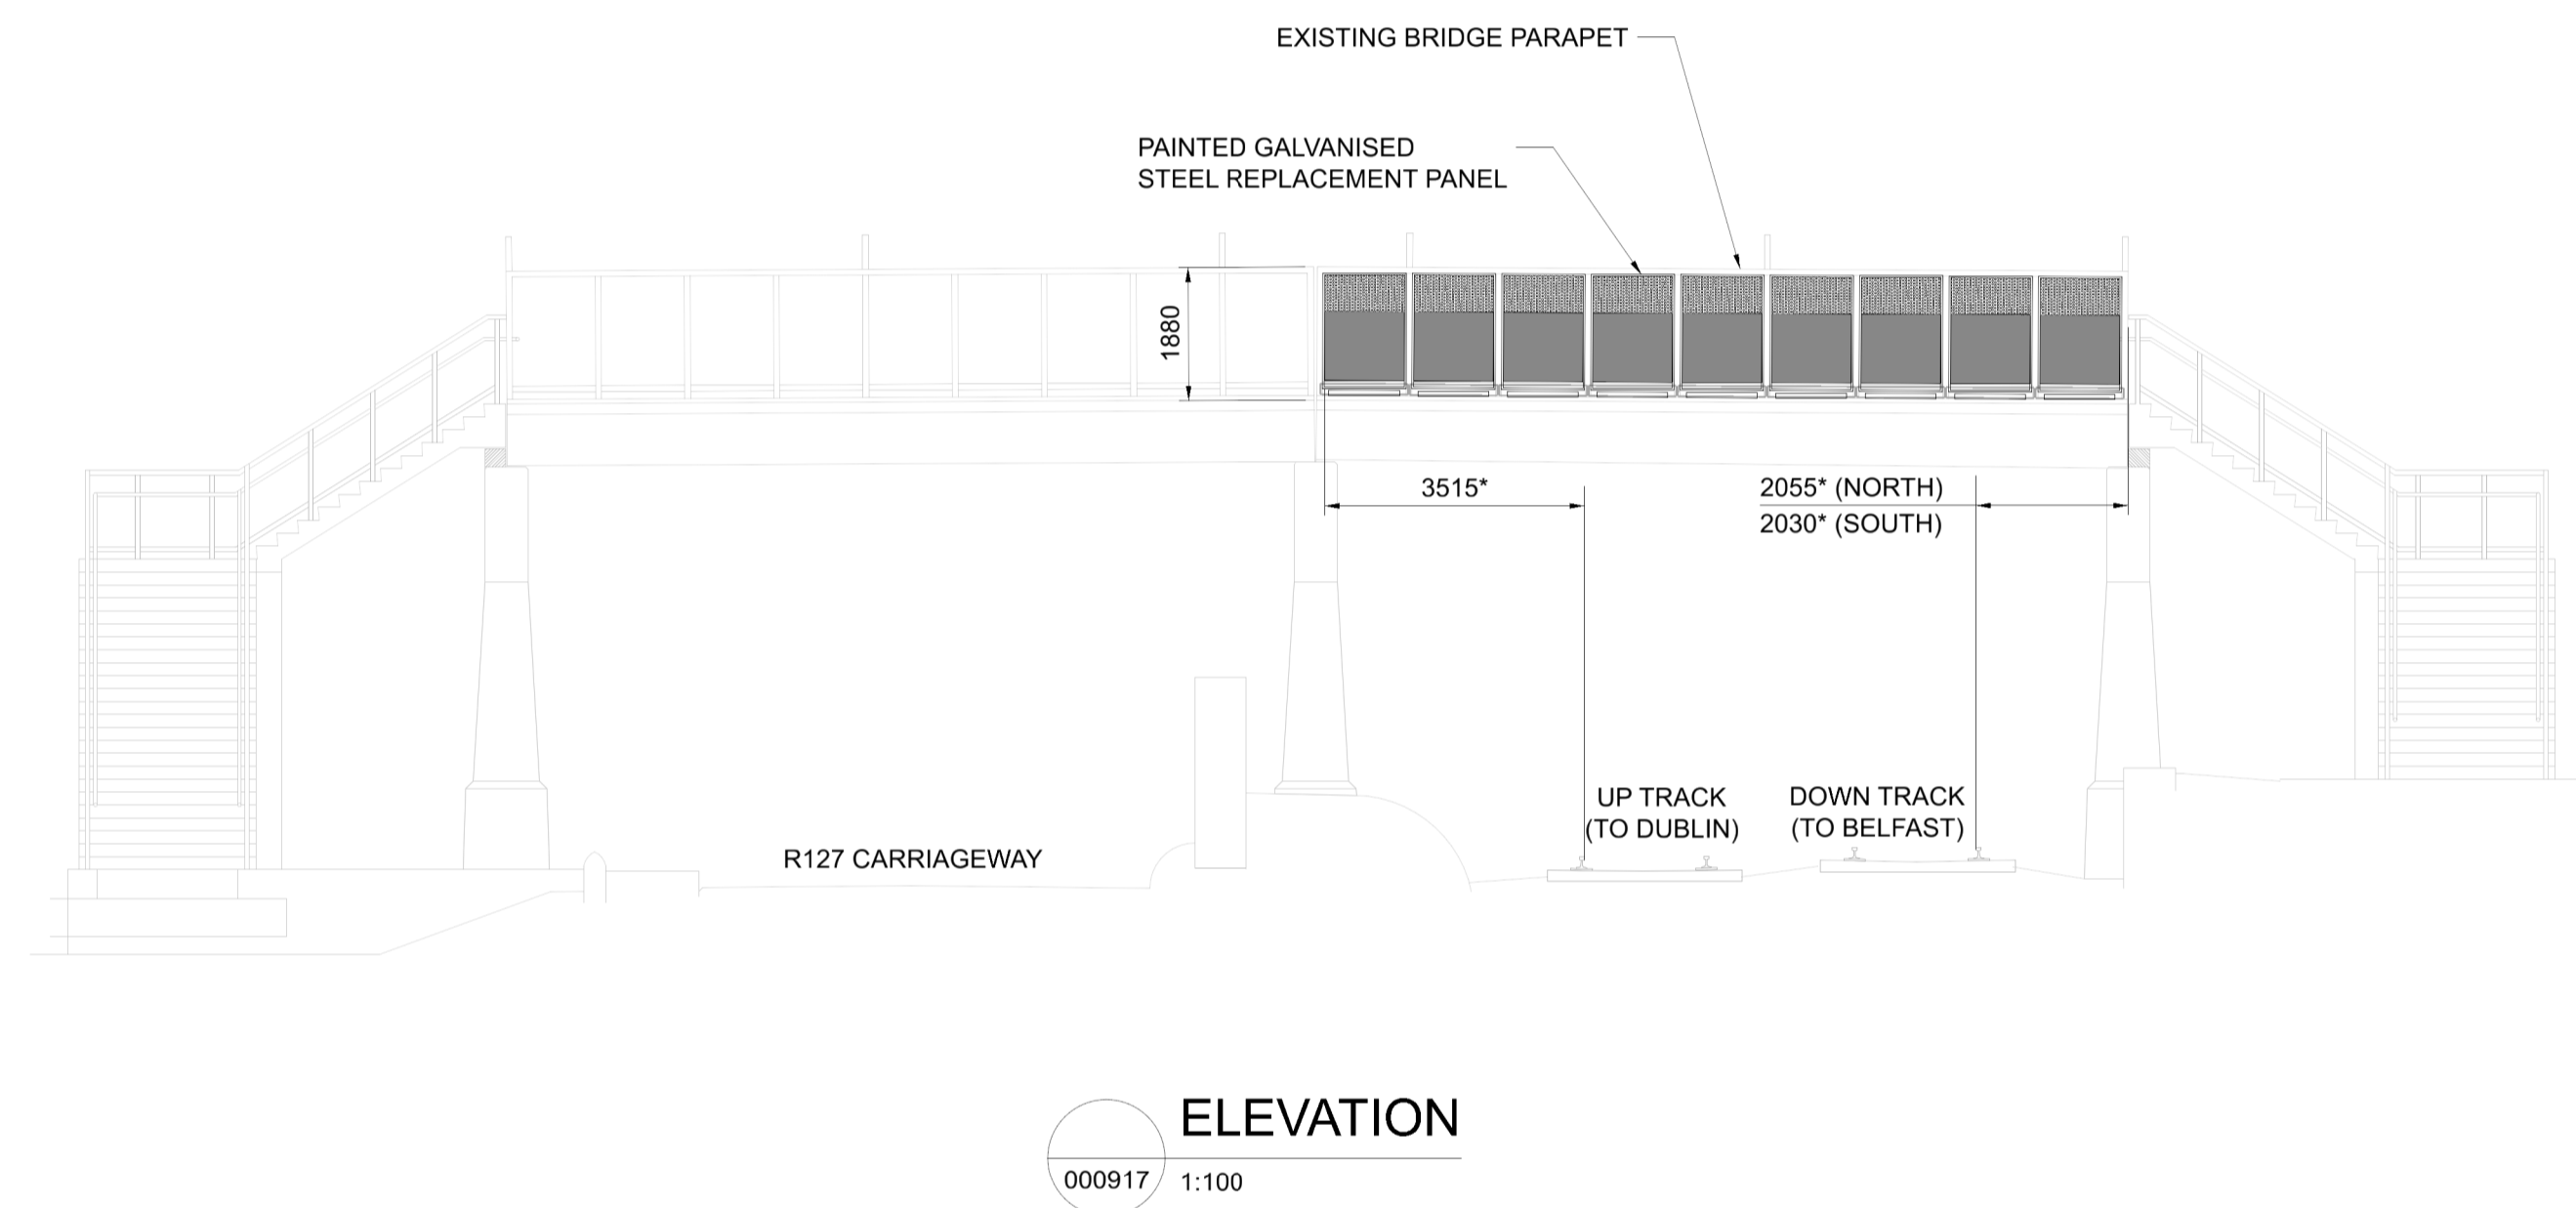 EXISTING BRIDGE PARAPET
PAINTED GALVANISED
STEEL REPLACEMENT PANEL
1880
3515*
2055* (NORTH)
2030* (SOUTH)
UP TRACK
(TO DUBLIN)
DOWN TRACK
(TO BELFAST)
R127 CARRIAGEWAY
ELEVATION
000917
1:100